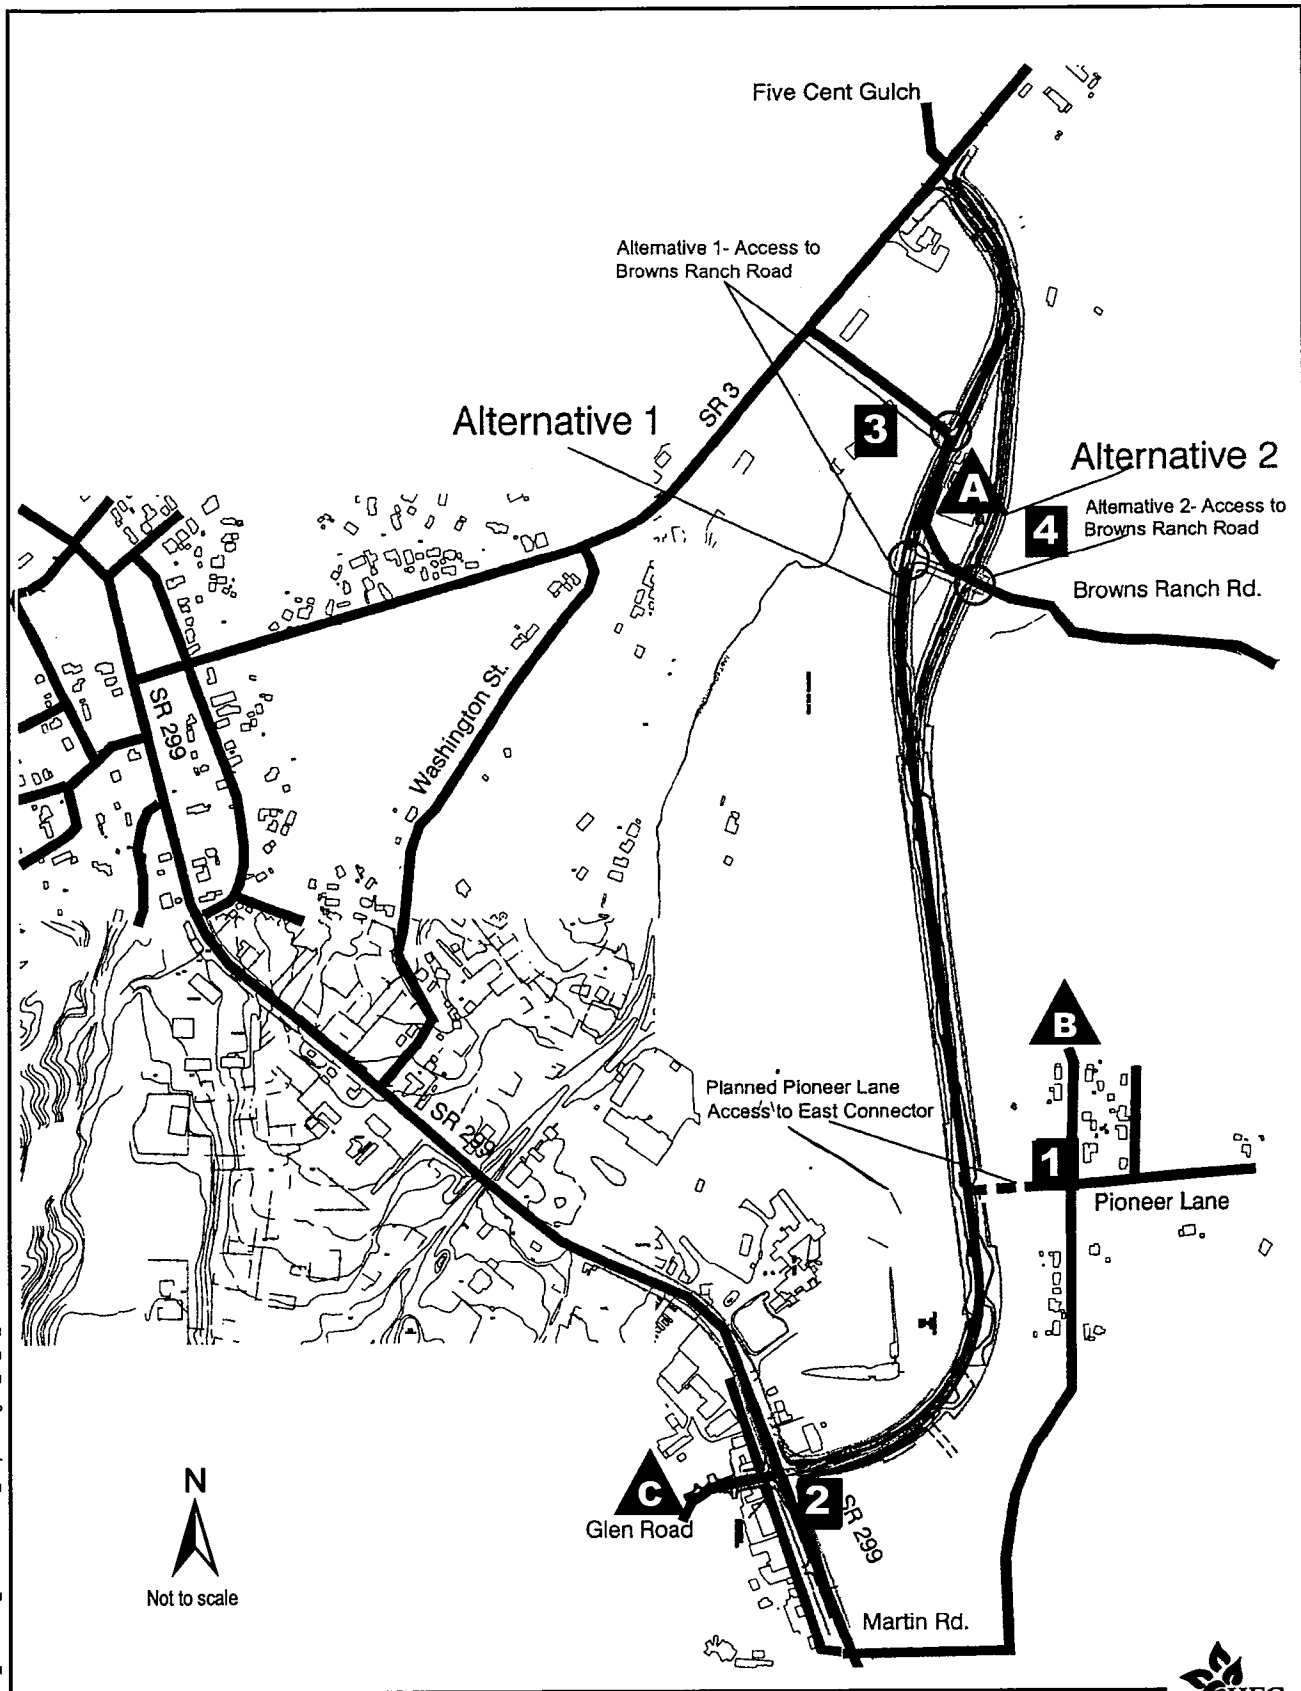 Five Cent Gulch
Alternative 1- Access to
Browns Ranch Road
SR 3
Alternative 1
3
A
Alternative 2
4
Alternative 2- Access to
Browns Ranch Road
Browns Ranch Rd.
SR 299
Washington St.
B
Planned Pioneer Lane
Access to East Connector
SR 299
1
Pioneer Lane
C
2
Glen Road
SR 299
N
Not to scale
Martin Rd.